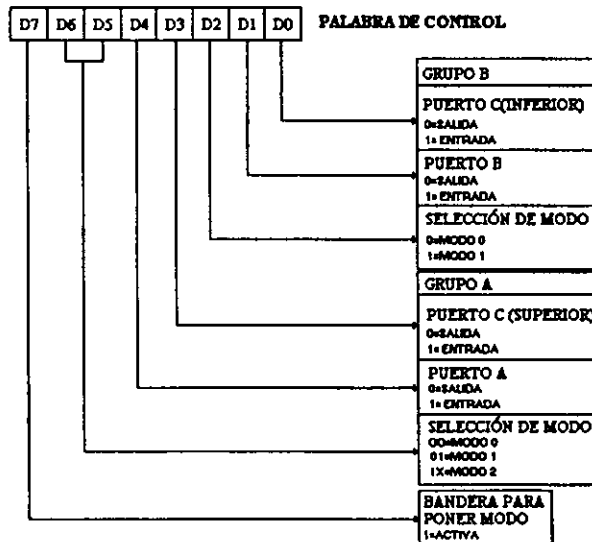 D7 D6 D5 D4 D3 D2 D1 D0 PALABRA DE CONTROL
GRUPO B
PUERTO C(INFERIOR)
0=SALIDA
1= ENTRADA
PUERTO B
0=SALIDA
1= ENTRADA
SELECCIÓN DE MODO
0=MODO 0
1=MODO 1
GRUPO A
PUERTO C (SUPERIOR)
0=SALIDA
1= ENTRADA
PUERTO A
0=SALIDA
1= ENTRADA
SELECCIÓN DE MODO
00=MODO 0
01=MODO 1
1X=MODO 2
BANDERA PARA
PONER MODO
1=ACTIVA